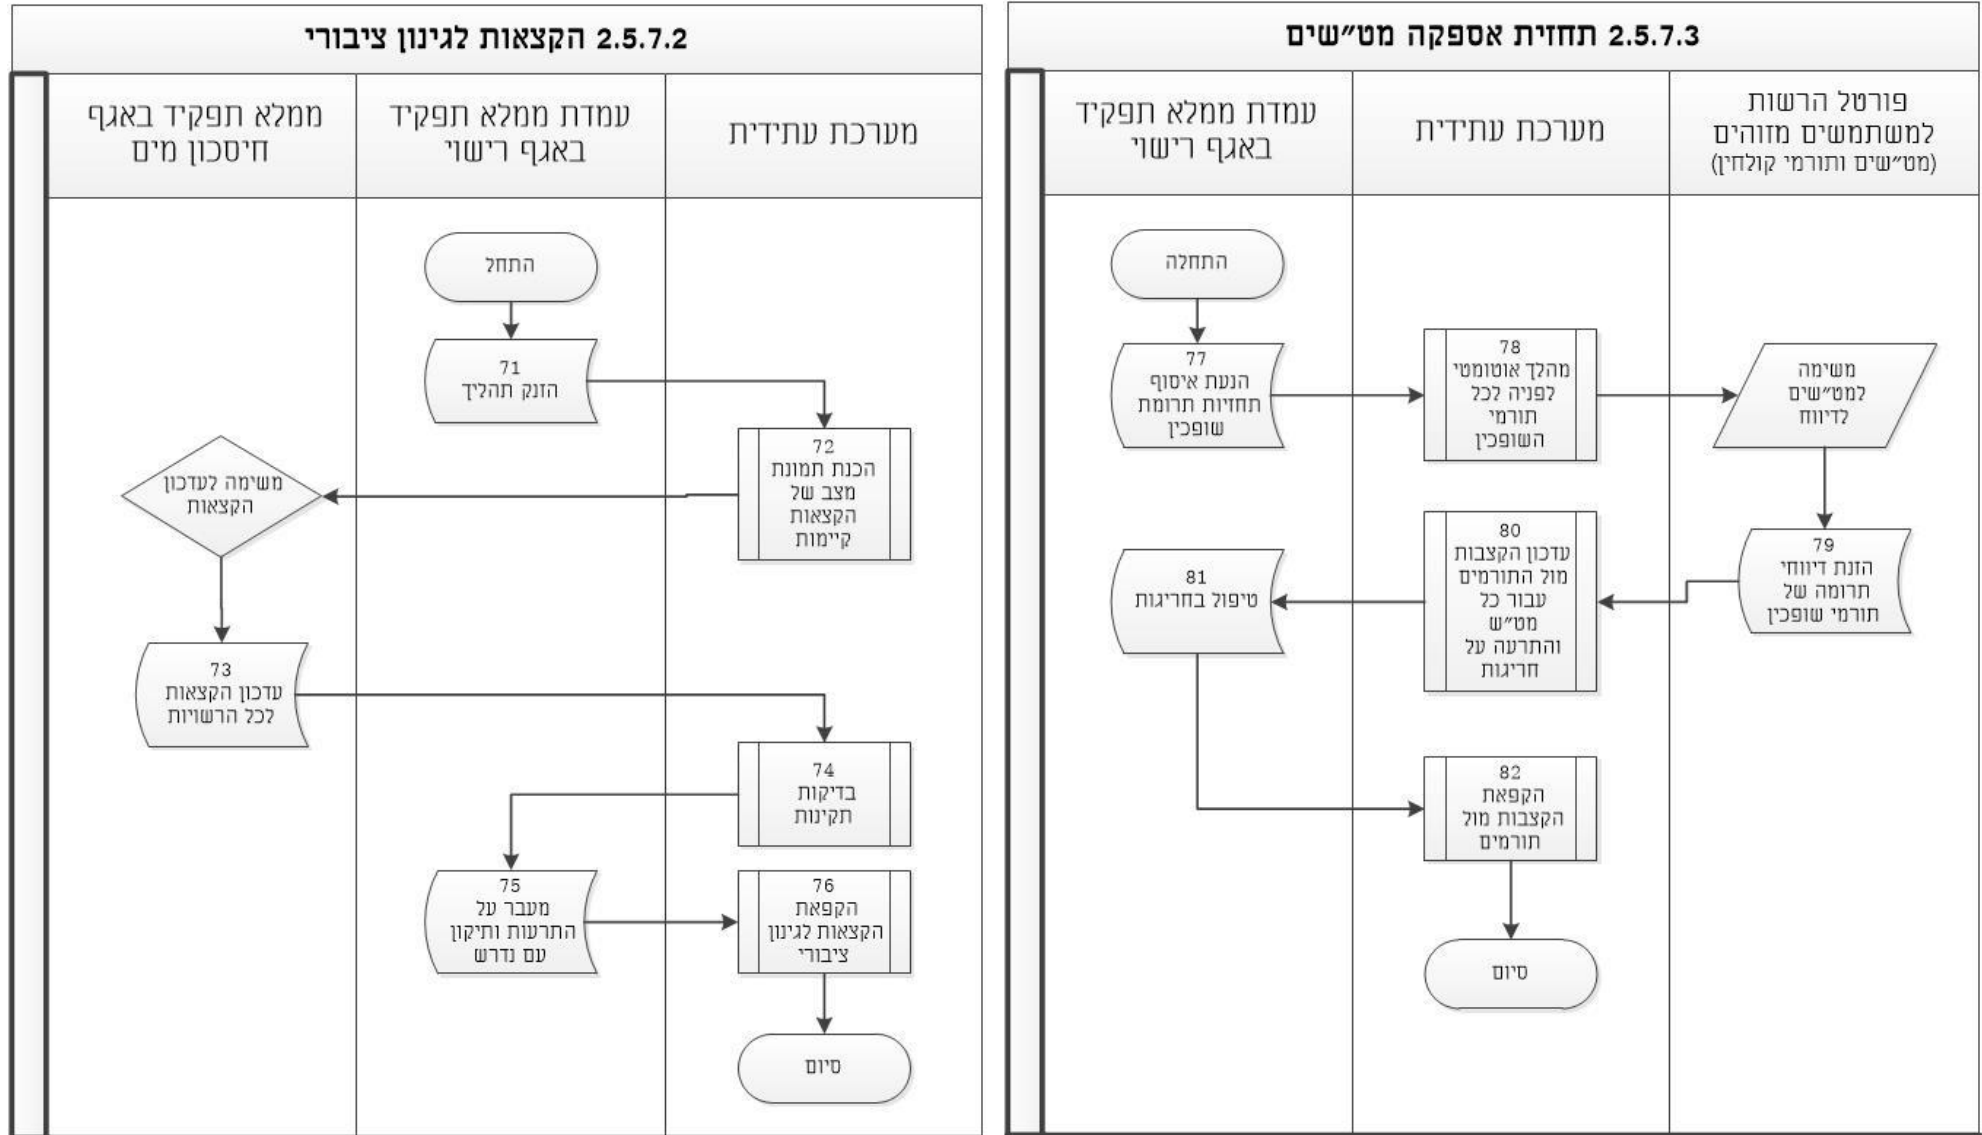 2.5.7.3 תחזית אספקה מט״שים
פורטל הרשות
למשתמשים מזוהים
(מט״שים ותורמי קולחין)
מערכת עתידית
עמדת ממלא תפקיד
באגף רישוי
התחלה
77
הנעת איסוף
תחזיות תרומת
שופכין
78
מהלך אוטומטי
לפניה לכל
תורמי
השופכין
משימה
למט״שים
לדיווח
79
הזנת דיווחי
תרומה של
תורמי שופכין
80
עדכון הקצבות
מול התורמים
עבור כל
מט״ש
והתרעה על
חריגות
81
טיפול בחריגות
82
הקפאת
הקצבות מול
תורמים
סיום
2.5.7.2 הקצאות לגינון ציבורי
מערכת עתידית
עמדת ממלא תפקיד
באגף רישוי
ממלא תפקיד באגף
חיסכון מים
התחל
71
הזנק תהליך
72
הכנת תמונת
מצב של
הקצאות
קיימות
משימה לעדכון
הקצאות
73
עדכון הקצאות
לכל הרשויות
74
בדיקות
תקינות
75
מעבר על
התרעות ותיקון
עם נדרש
76
הקפאת
הקצאות לגינון
ציבורי
סיום